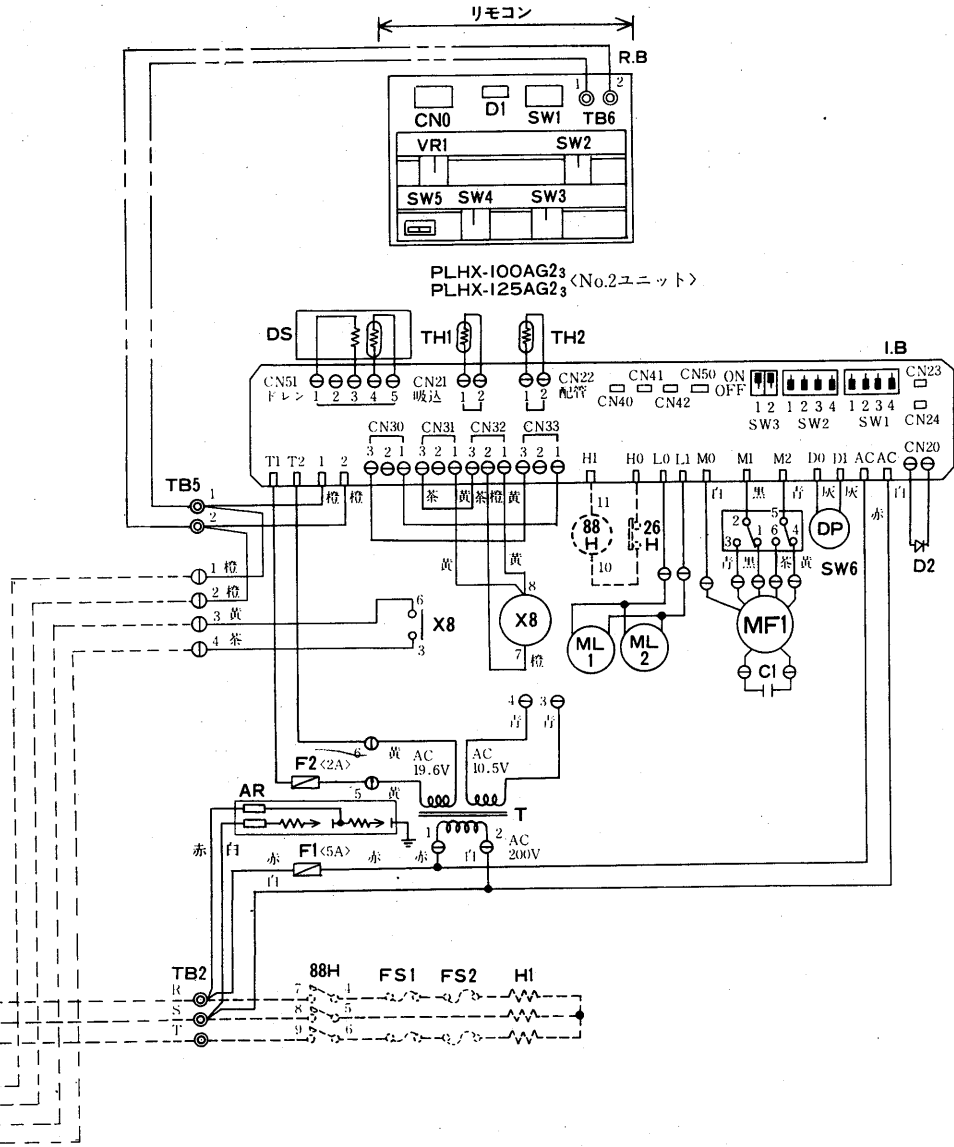 リモコン
R.B
1 2
CN0 D1 SW1 TB6
VR1 SW2
SW5 SW4 SW3
PLHX-100AG2₃
PLHX-125AG2₃ 〈No.2ユニット〉
DS TH1 TH2
I.B
CN51 ドレン 1 2 3 4 5
CN21 吸込 1 2
CN22 配管 1 2
CN40 CN41 CN42 CN50
ON OFF
1 2 SW3
1 2 3 4 SW2
1 2 3 4 SW1
CN23
CN24
CN30 CN31 CN32 CN33
3 2 1 3 2 1 3 2 1 3 2 1
T1 T2 1 2 H1 H0 L0 L1 M0 M1 M2 D0 D1 AC AC CN20
TB5 1 2
橙 橙 茶 黄 茶 橙 黄
白 黒 青 灰 灰 赤 白
11 88H 10 26H
2 1 5 3 6 4
DP SW6 D2
青 黒 茶 黄
1 橙
2 橙
3 黄
4 茶
6 X8 3
黄 黄 8 X8 7 橙
ML1 ML2 MF1
C1
4 3
青 青
6 黄 AC 19.6V AC 10.5V
F2〈2A〉
5 黄
AR T
1 2 AC 200V
赤 白 赤 F1〈5A〉 赤 赤 白
白
TB2 88H FS1 FS2 H1
R 7 4
S 8 5
T 9 6